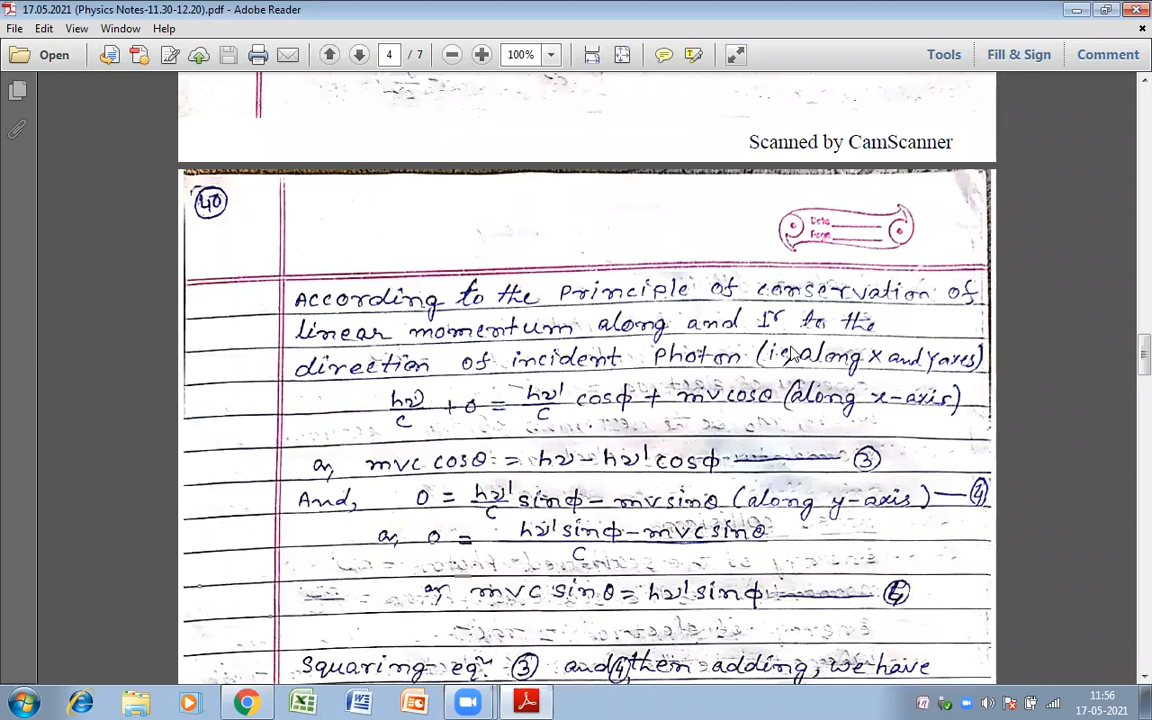 17.05.2021 (Physics Notes-11.30-12.20).pdf - Adobe Reader
File Edit View Window Help
Open 4 / 7 100% Tools Fill & Sign Comment
Scanned by CamScanner
40
Date
Page
According to the principle of conservation of
linear momentum along and ⊥r to the
direction of incident Photon (i.e, along x and y axes)
hν/c + 0 = hν'/c cosϕ + mv cosθ (along x-axis)
or, mvc cosθ = hν - hν' cosϕ ——— ③
And, 0 = hν'/c sinϕ - mv sinθ (along y-axis) — ④
or, 0 = hν' sinϕ - mvc sinθ / c
or, mvc sinθ = hν' sinϕ ———
Squaring eqn ③ and ④ then adding, we have
11:56
17-05-2021